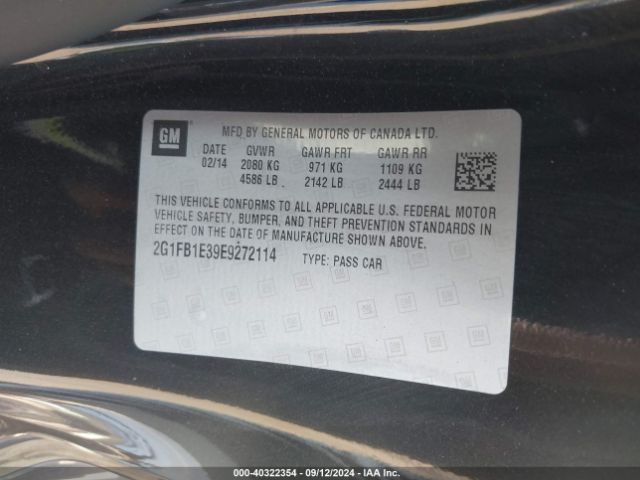 GM ®
MFD BY GENERAL MOTORS OF CANADA LTD.
DATE GVWR GAWR FRT GAWR RR
02/14 2080 KG 971 KG 1109 KG
4586 LB 2142 LB 2444 LB
THIS VEHICLE CONFORMS TO ALL APPLICABLE U.S. FEDERAL MOTOR
VEHICLE SAFETY, BUMPER, AND THEFT PREVENTION STANDARDS IN
EFFECT ON THE DATE OF MANUFACTURE SHOWN ABOVE.
2G1FB1E39E9272114 TYPE: PASS CAR
000-40322354 - 09/12/2024 - IAA Inc.